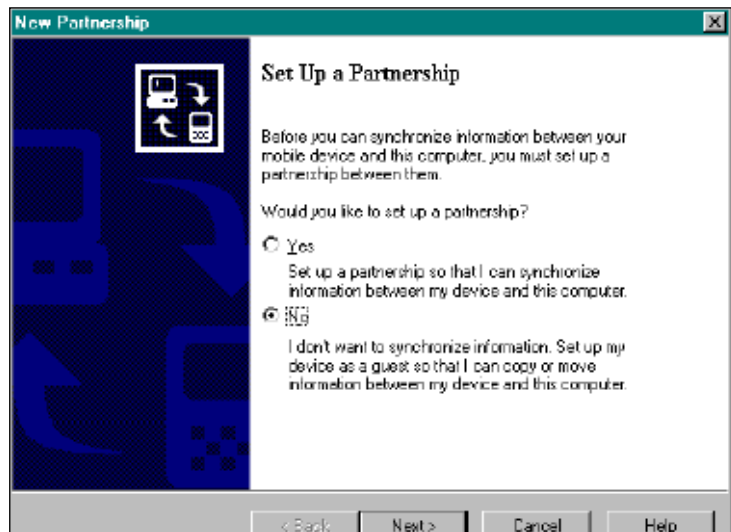 New Partnership
Set Up a Partnership
Before you can synchronize information between your
mobile device and this computer, you must set up a
partnership between them.
Would you like to set up a partnership?
Yes
Set up a partnership so that I can synchronize
information between my device and this computer.
No
I don't want to synchronize information. Set up my
device as a guest so that I can copy or move
information between my device and this computer.
< Back Next > Cancel Help